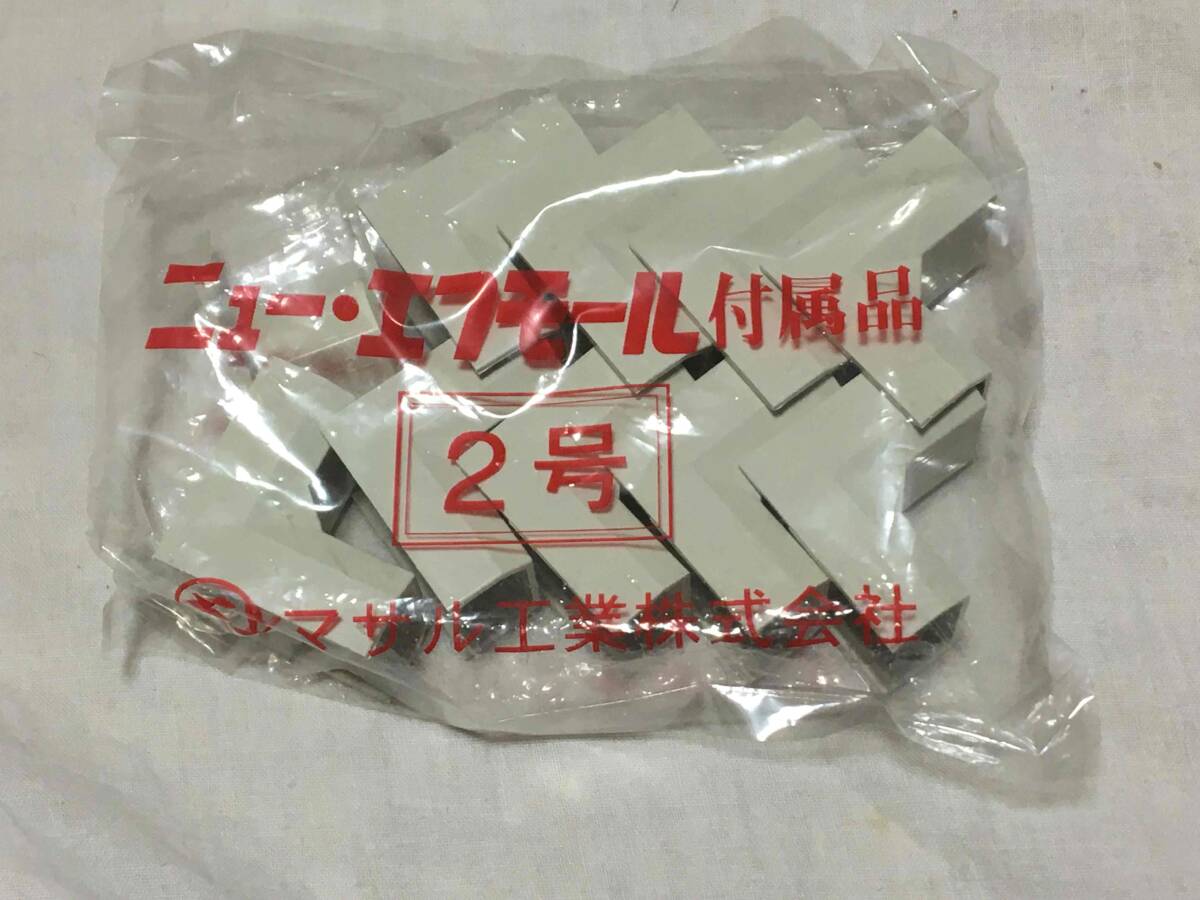 ニュー・エフモール付属品
2号
マサル工業株式会社